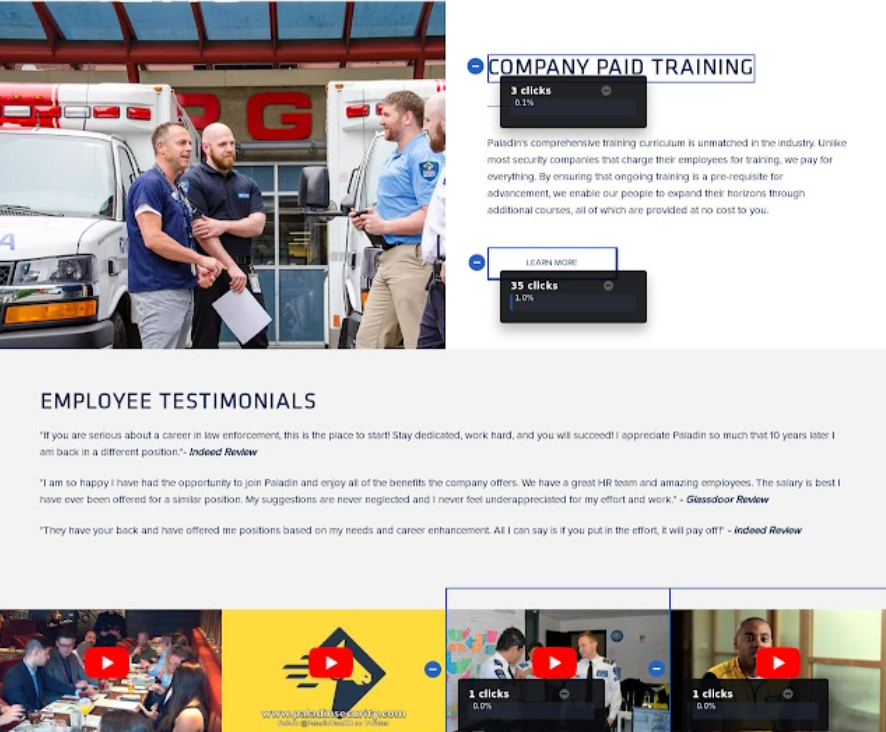 RG
A
COMPANY PAID TRAINING
3 clicks
0.1%
Paladin's comprehensive training curriculum is unmatched in the industry. Unlike
most security companies that charge their employees for training, we pay for
everything. By ensuring that ongoing training is a pre-requisite for
advancement, we enable our people to expand their horizons through
additional courses, all of which are provided at no cost to you.
LEARN MORE
35 clicks
1.0%
EMPLOYEE TESTIMONIALS
"If you are serious about a career in law enforcement, this is the place to start! Stay dedicated, work hard, and you will succeed! I appreciate Paladin so much that 10 years later I
am back in a different position."- Indeed Review
"I am so happy I have had the opportunity to join Paladin and enjoy all of the benefits the company offers. We have a great HR team and amazing employees. The salary is best I
have ever been offered for a similar position. My suggestions are never neglected and I never feel underappreciated for my effort and work." - Glassdoor Review
"They have your back and have offered me positions based on my needs and career enhancement. All I can say is if you put in the effort, it will pay off!" - Indeed Review
www.paladinsecurity.com
1 clicks
0.0%
1 clicks
0.0%